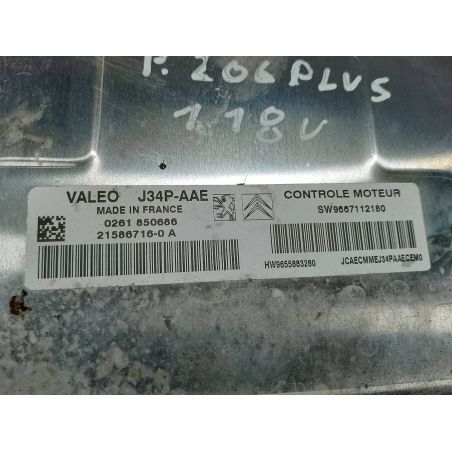 P. 206 PLUS
1.1 8V
VALEO J34P-AAE
MADE IN FRANCE
0261 850686
21586716-0 A
CONTROLE MOTEUR
SW9667112180
HW9655883280
JCAECMMEJ34PAAECEM0